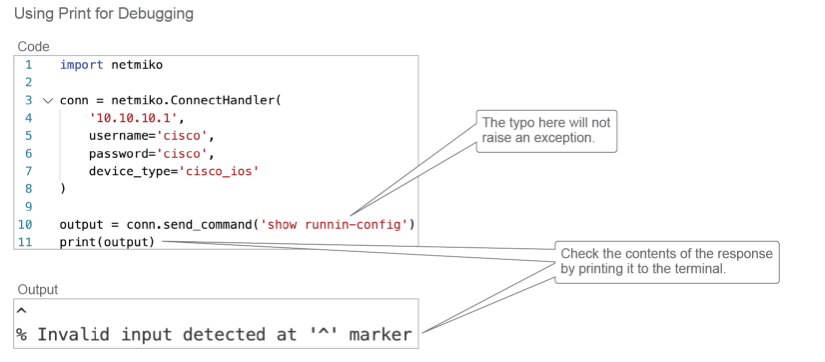 Using Print for Debugging
Code
1 import netmiko
2
3 conn = netmiko.ConnectHandler(
4 '10.10.10.1',
5 username='cisco',
6 password='cisco',
7 device_type='cisco_ios'
8 )
9
10 output = conn.send_command('show runnin-config')
11 print(output)
The typo here will not
raise an exception.
Check the contents of the response
by printing it to the terminal.
Output
^
% Invalid input detected at '^' marker